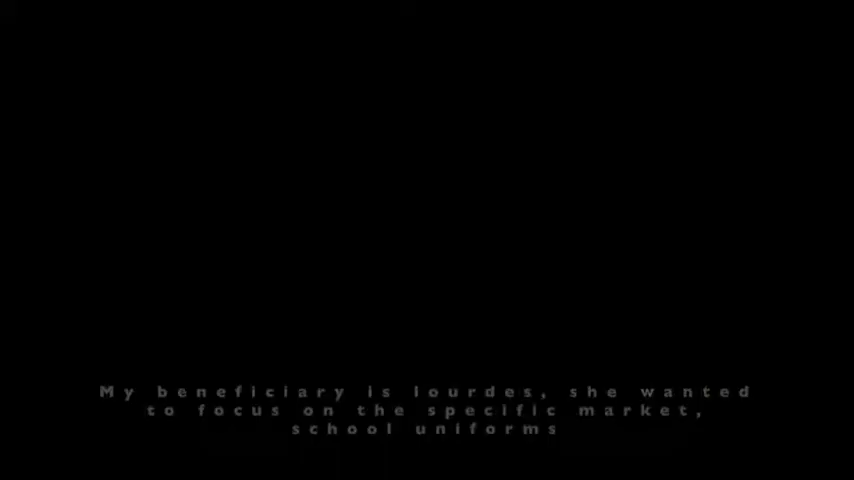 My beneficiary is lourdes, she wanted
to focus on the specific market,
school uniforms